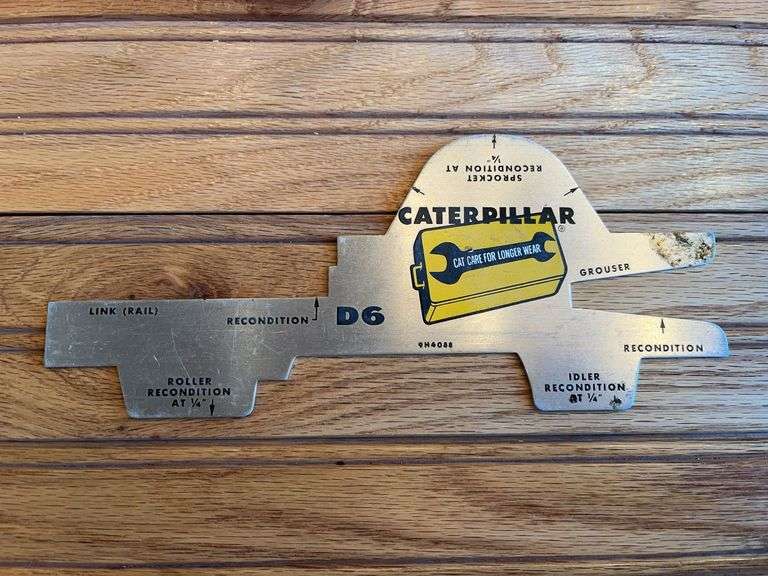 SPROCKET
RECONDITION AT
¼"
CATERPILLAR
®
CAT CARE FOR LONGER WEAR
GROUSER
LINK (RAIL)
RECONDITION
D6
9H4088
RECONDITION
ROLLER
RECONDITION
AT ¼"
IDLER
RECONDITION
AT ¼"